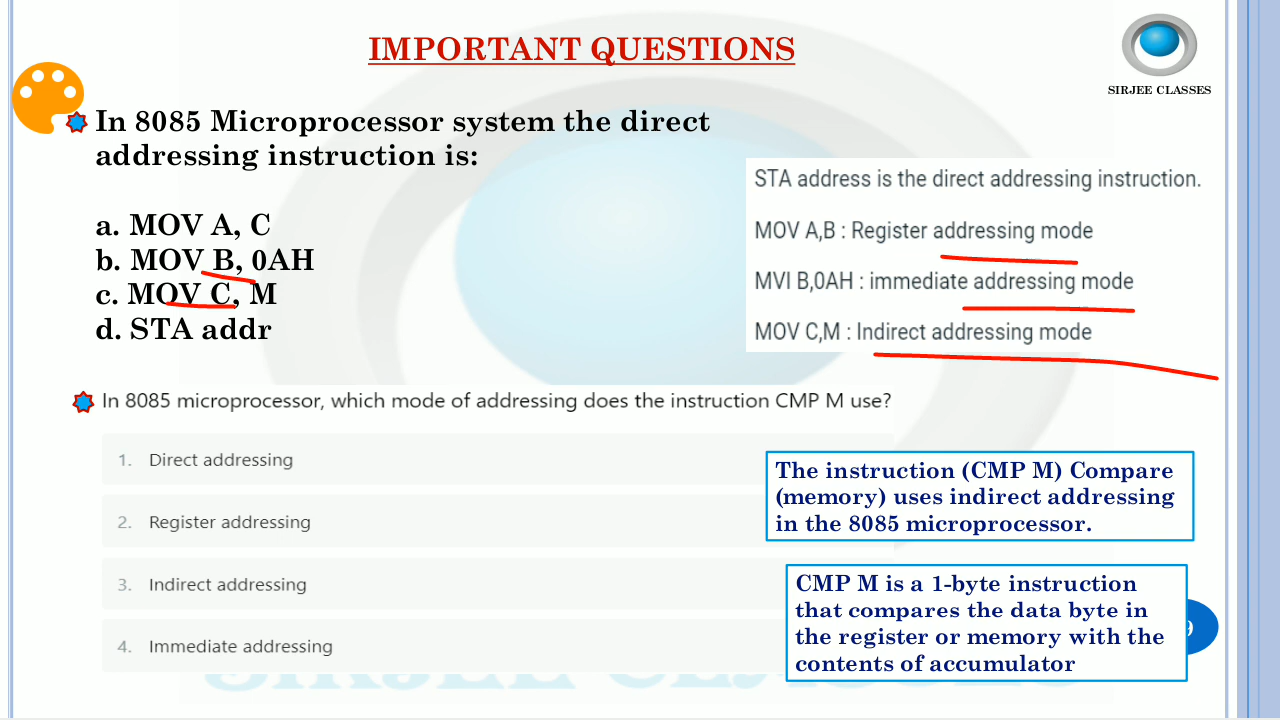 IMPORTANT QUESTIONS
SIRJEE CLASSES
In 8085 Microprocessor system the direct
addressing instruction is:
a. MOV A, C
b. MOV B, 0AH
c. MOV C, M
d. STA addr
STA address is the direct addressing instruction.
MOV A,B : Register addressing mode
MVI B,0AH : immediate addressing mode
MOV C,M : Indirect addressing mode
In 8085 microprocessor, which mode of addressing does the instruction CMP M use?
1. Direct addressing
2. Register addressing
3. Indirect addressing
4. Immediate addressing
The instruction (CMP M) Compare
(memory) uses indirect addressing
in the 8085 microprocessor.
CMP M is a 1-byte instruction
that compares the data byte in
the register or memory with the
contents of accumulator